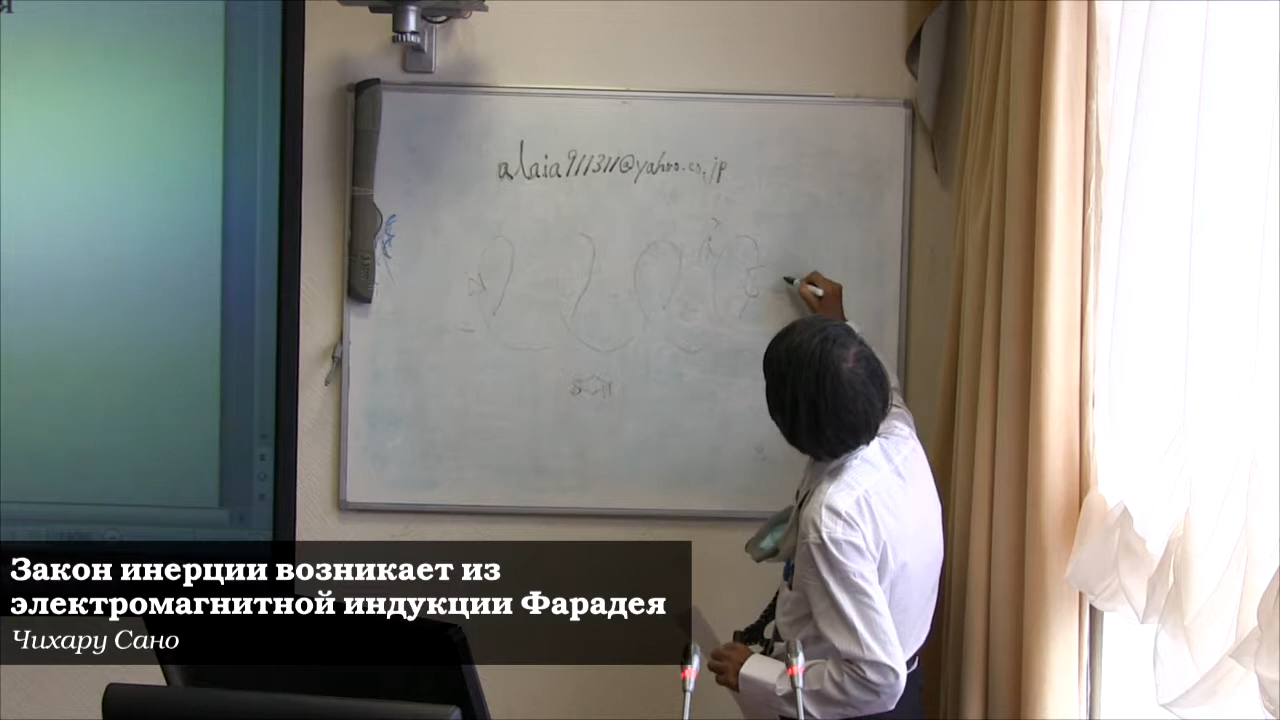 я
alaia911311@yahoo.co.jp
Закон инерции возникает из
электромагнитной индукции Фарадея
Чихару Сано